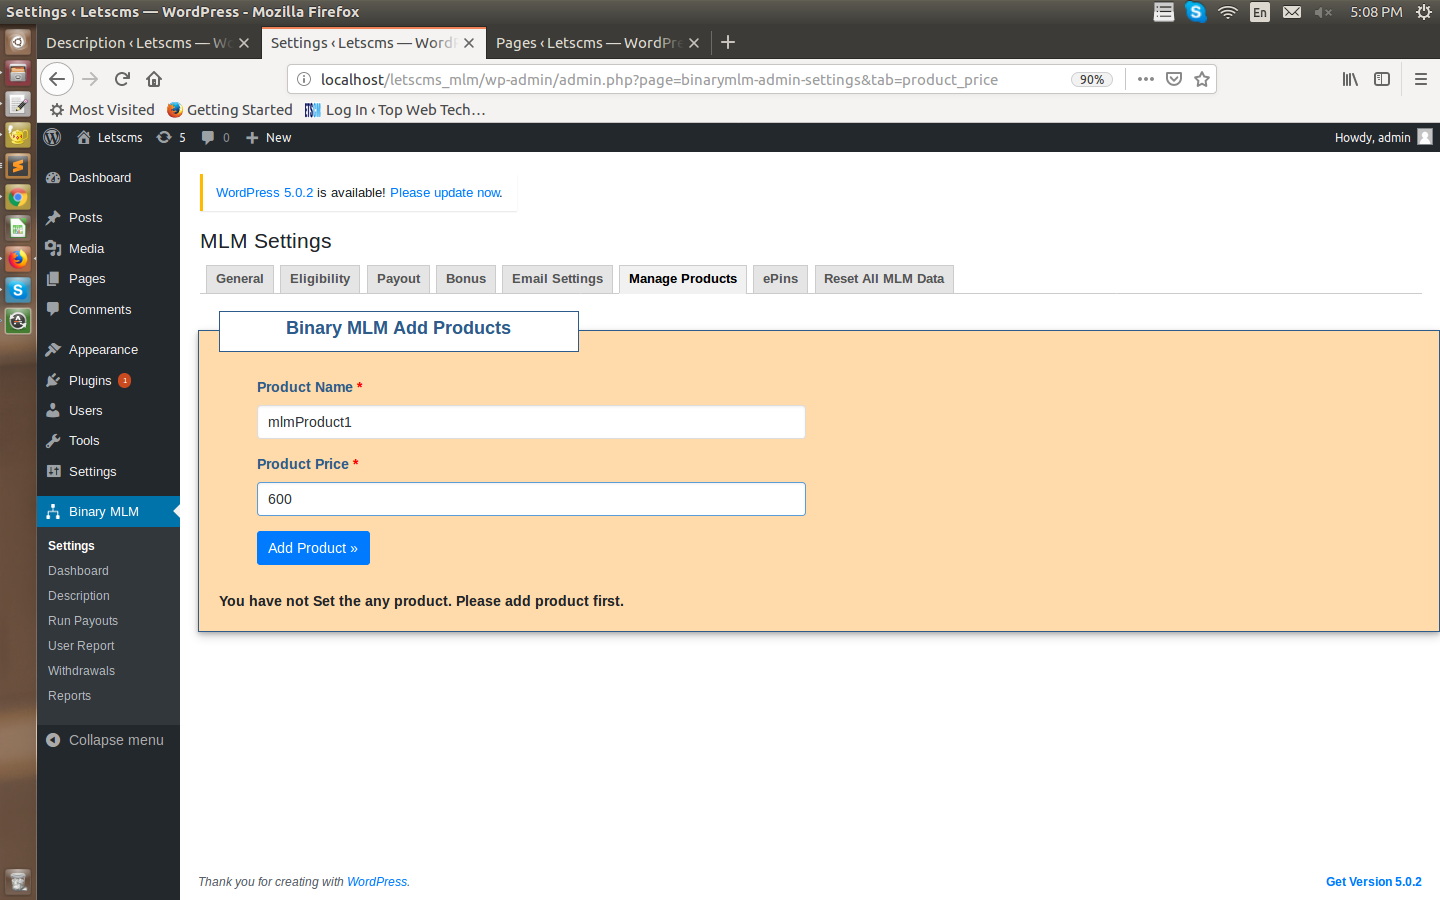 Settings ‹ Letscms — WordPress - Mozilla Firefox
En
5:08 PM
Description ‹ Letscms — Wo
Settings ‹ Letscms — WordP
Pages ‹ Letscms — WordPre
localhost/letscms_mlm/wp-admin/admin.php?page=binarymlm-admin-settings&tab=product_price
90%
Most Visited
Getting Started
Log In ‹ Top Web Tech…
Letscms
5
0
New
Howdy, admin
Dashboard
Posts
Media
Pages
Comments
Appearance
Plugins 1
Users
Tools
Settings
Binary MLM
Settings
Dashboard
Description
Run Payouts
User Report
Withdrawals
Reports
Collapse menu
WordPress 5.0.2 is available! Please update now.
MLM Settings
General
Eligibility
Payout
Bonus
Email Settings
Manage Products
ePins
Reset All MLM Data
Binary MLM Add Products
Product Name *
mlmProduct1
Product Price *
600
Add Product »
You have not Set the any product. Please add product first.
Thank you for creating with WordPress.
Get Version 5.0.2